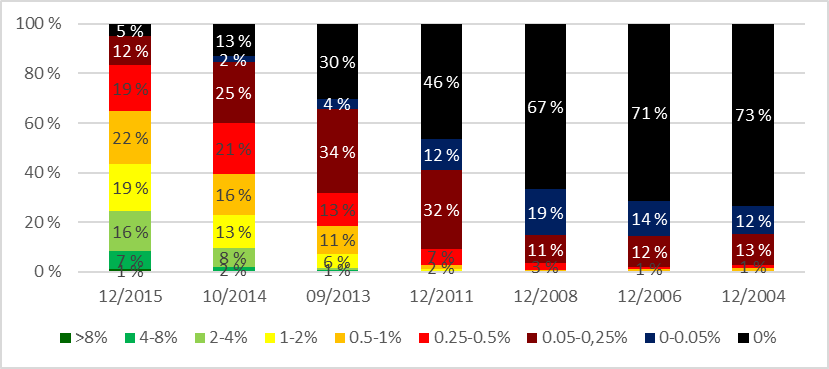 100 %
80 %
60 %
40 %
20 %
0 %
5 % 12 % 19 % 22 % 19 % 16 % 7 % 1 %
13 % 2 % 25 % 21 % 16 % 13 % 8 % 2 %
30 % 4 % 34 % 13 % 11 % 6 % 1 %
46 % 12 % 32 % 7 % 2 %
67 % 19 % 11 % 3 %
71 % 14 % 12 % 1 %
73 % 12 % 13 % 1 %
12/2015 10/2014 09/2013 12/2011 12/2008 12/2006 12/2004
>8% 4-8% 2-4% 1-2% 0.5-1% 0.25-0.5% 0.05-0,25% 0-0.05% 0%